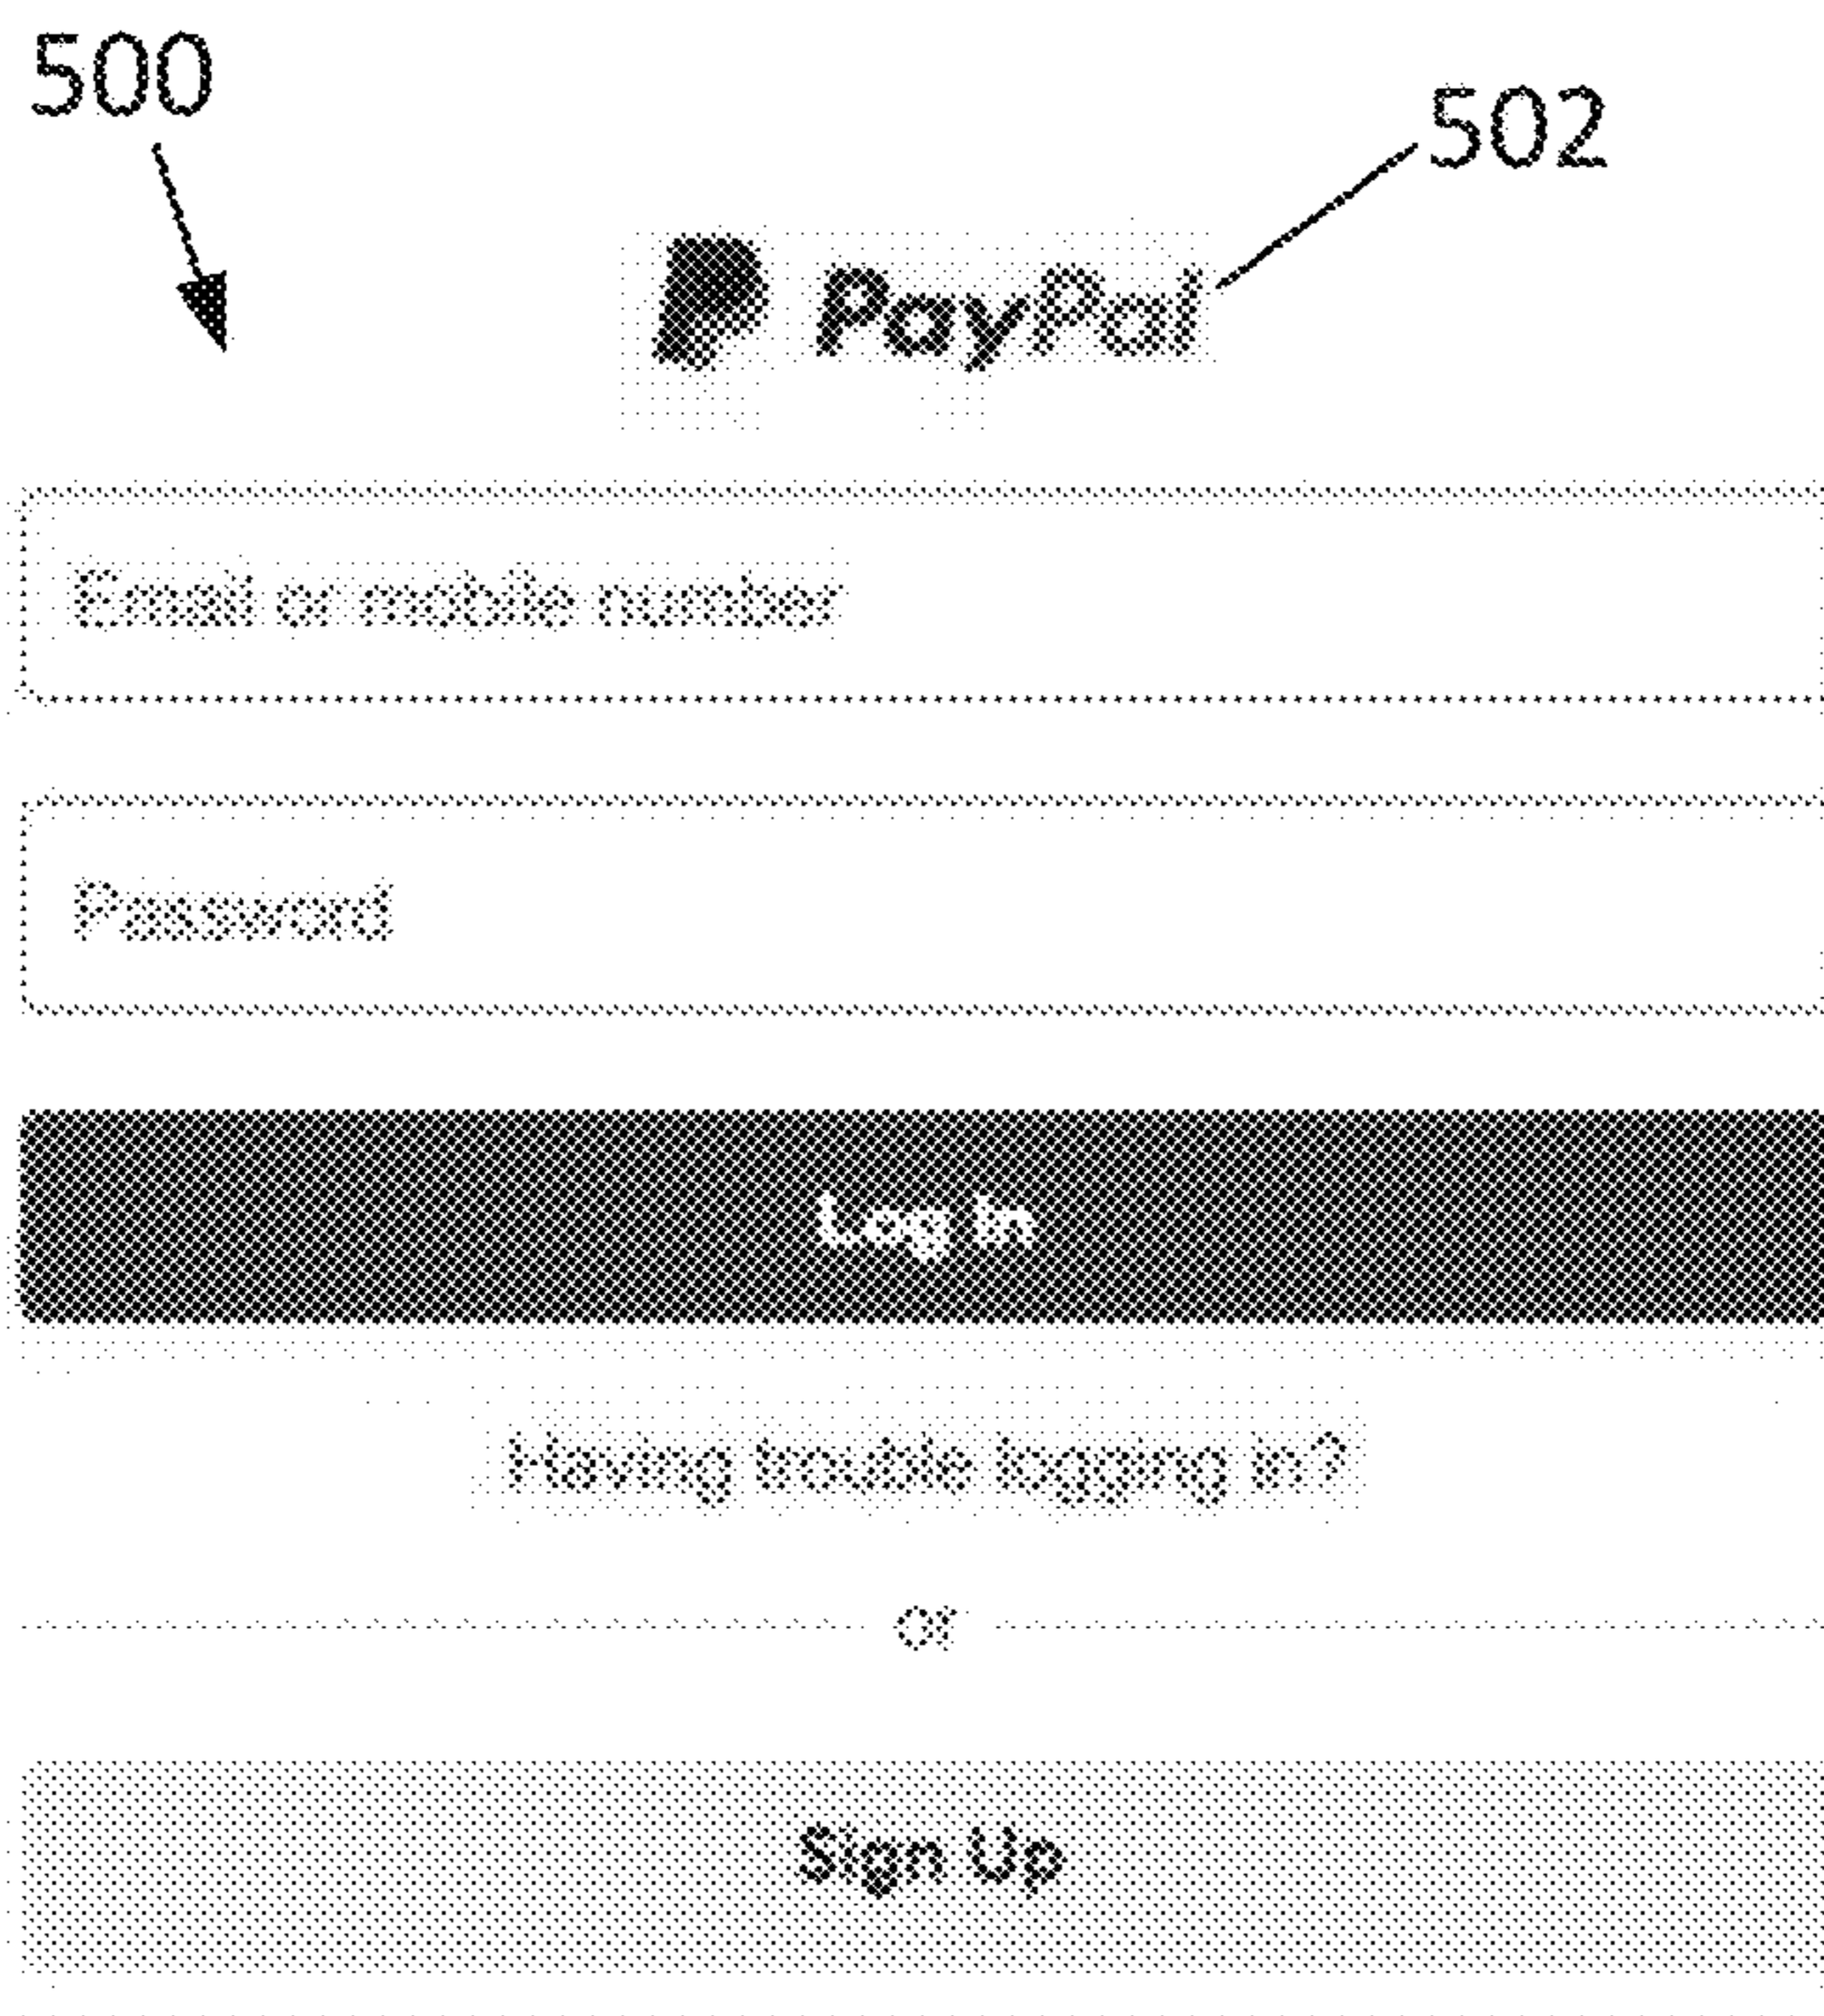 500
502
PayPal
Email or mobile number
Password
Log In
Having trouble logging in?
or
Sign Up